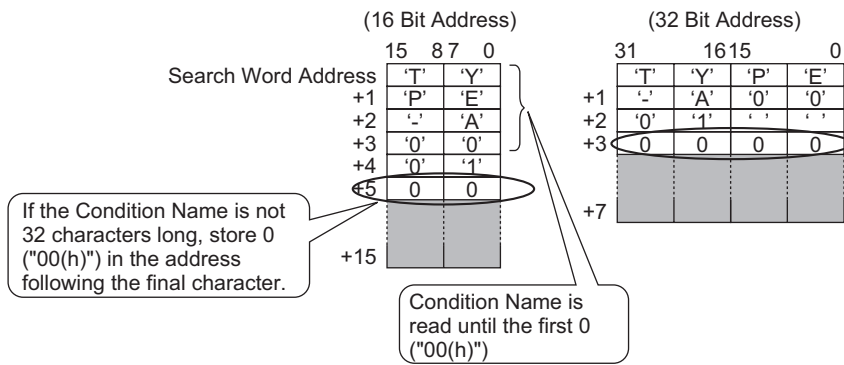 (16 Bit Address) (32 Bit Address)
15 8 7 0 31 1615 0
Search Word Address ‘T’ ‘Y’ ‘T’ ‘Y’ ‘P’ ‘E’
+1 ‘P’ ‘E’ +1 ‘-’ ‘A’ ‘0’ ‘0’
+2 ‘-’ ‘A’ +2 ‘0’ ‘1’ ‘ ’ ‘ ’
+3 ‘0’ ‘0’ +3 0 0 0 0
+4 ‘0’ ‘1’
+5 0 0
+7
+15
If the Condition Name is not
32 characters long, store 0
("00(h)") in the address
following the final character.
Condition Name is
read until the first 0
("00(h)")